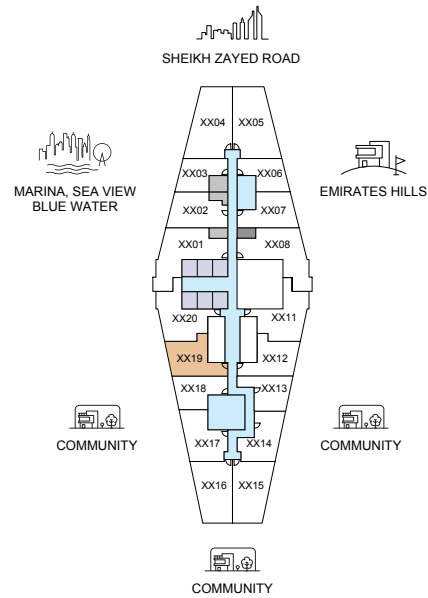 SHEIKH ZAYED ROAD
XX04 XX05
XX03 XX06
MARINA, SEA VIEW
BLUE WATER
EMIRATES HILLS
XX02 XX07
XX01 XX08
XX20 XX11
XX19 XX12
XX18 XX13
COMMUNITY
COMMUNITY
XX17 XX14
XX16 XX15
COMMUNITY